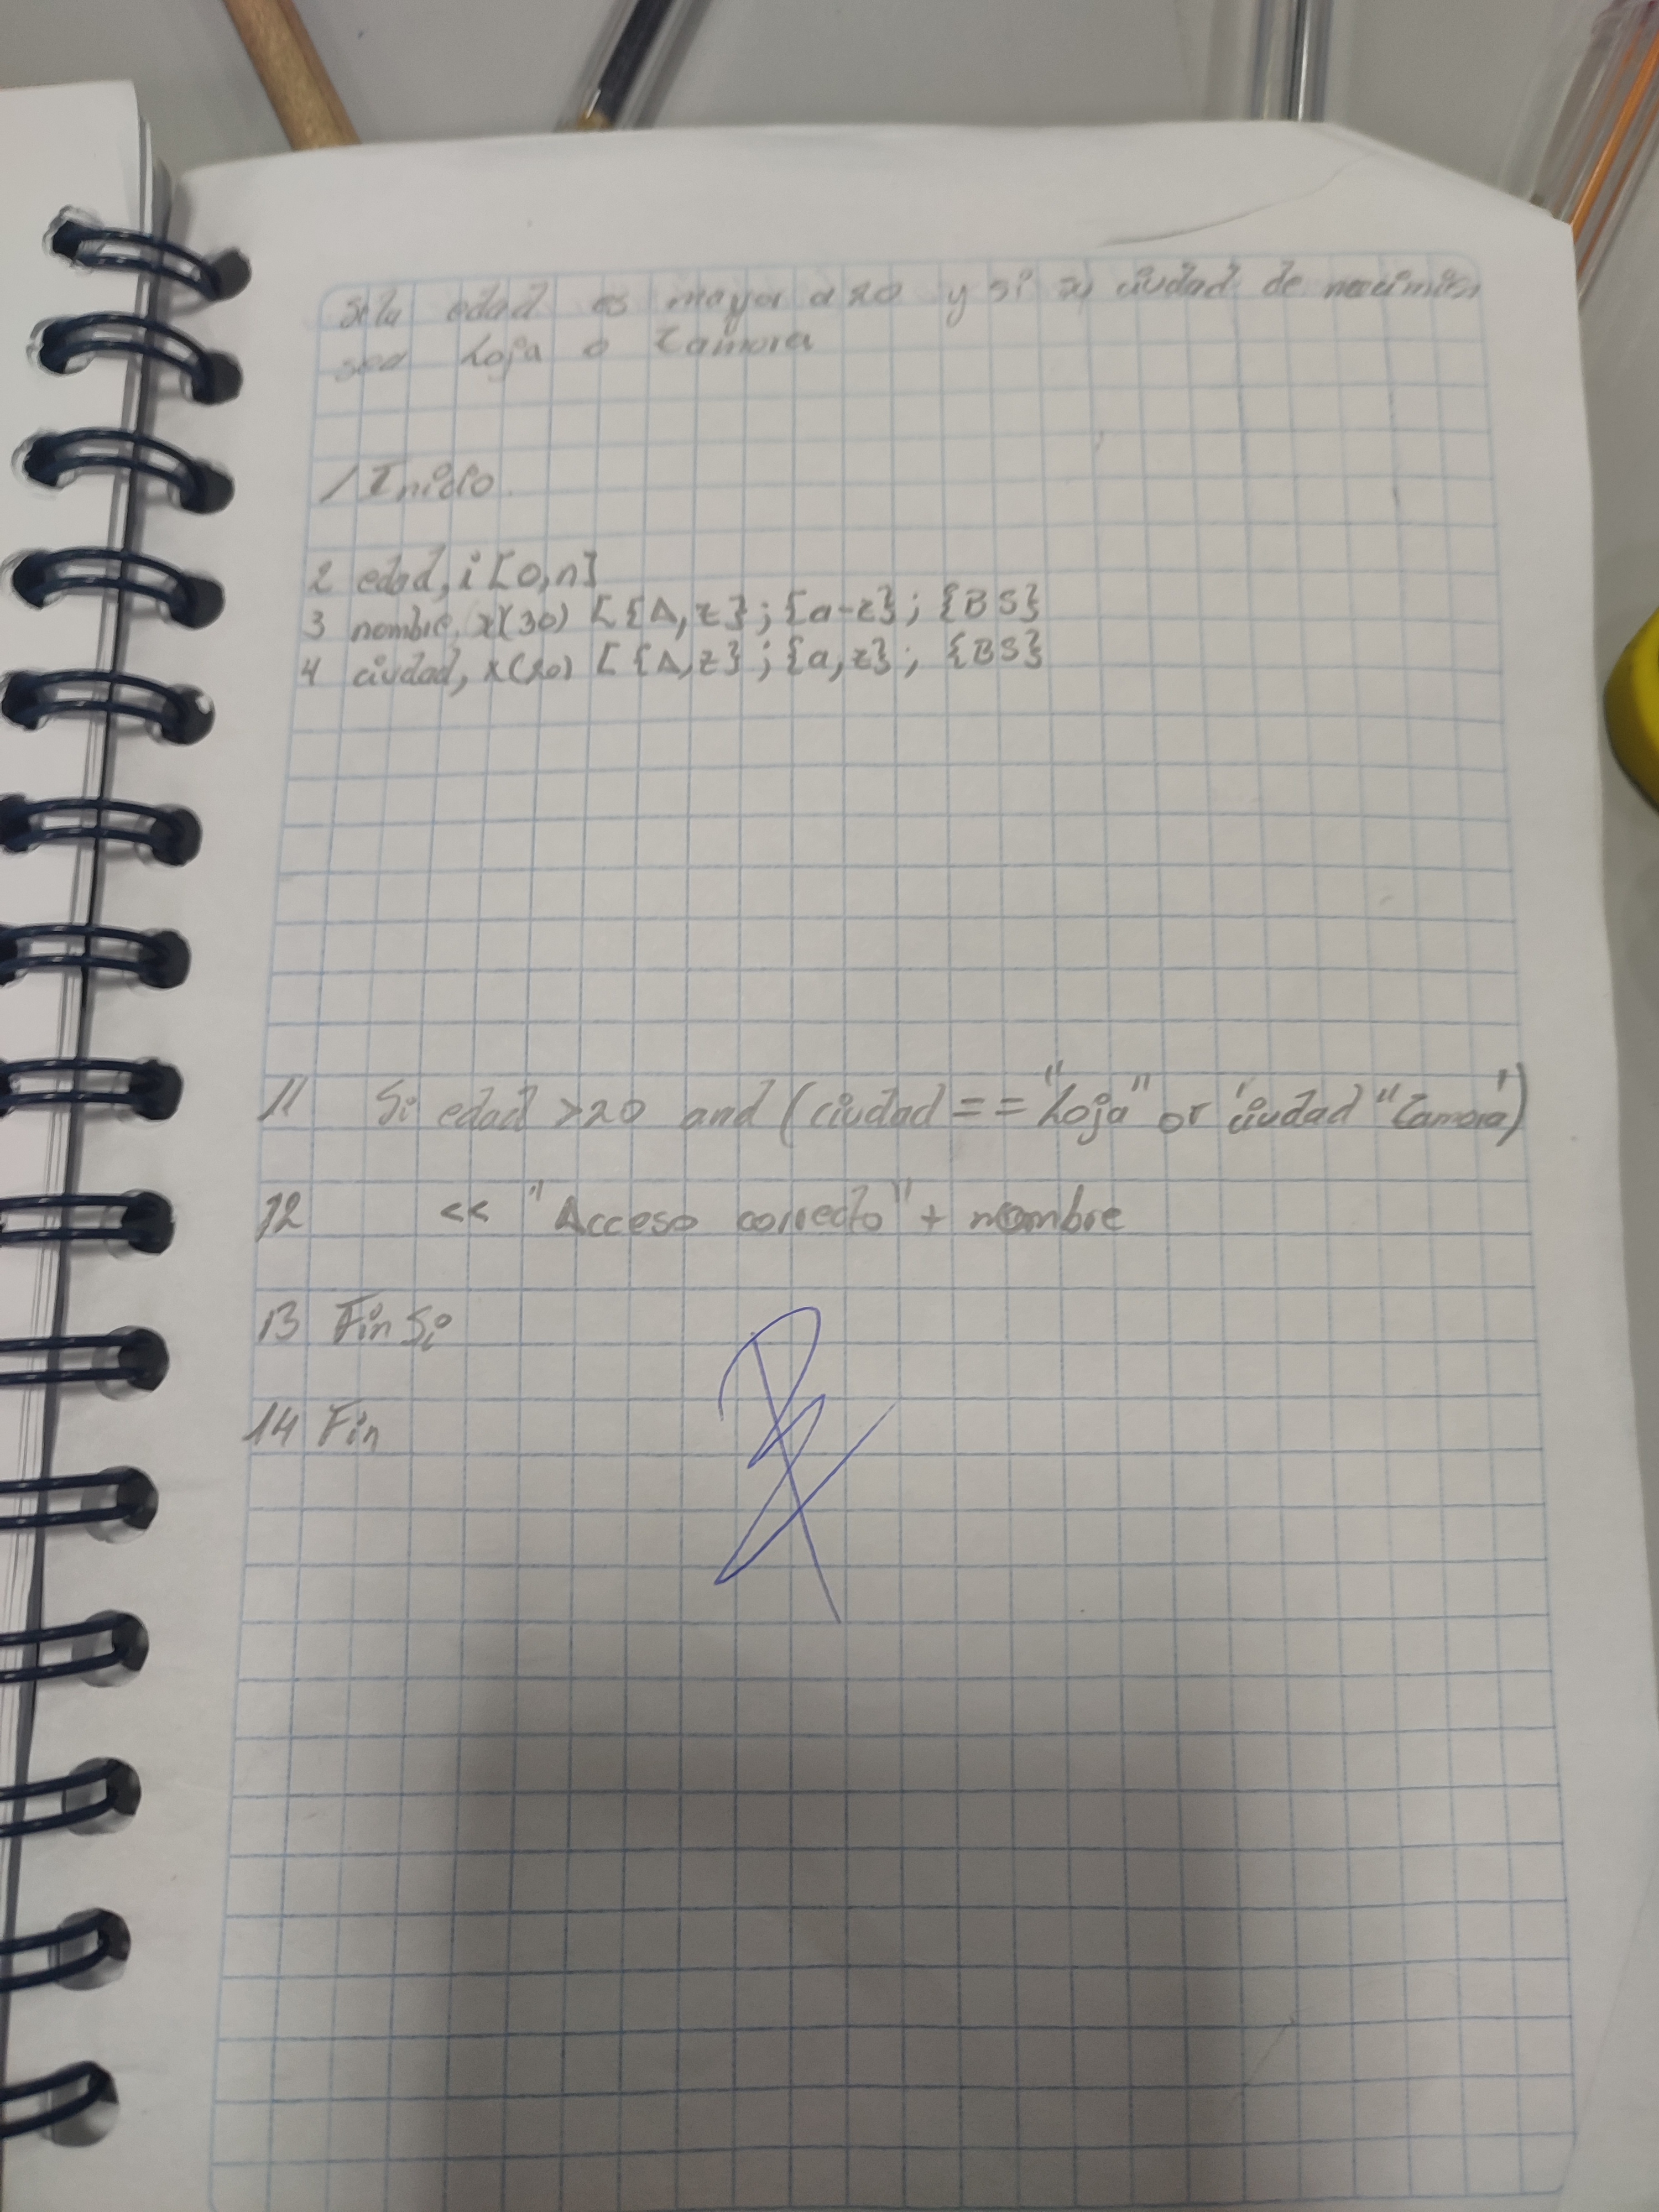 si la edad es mayor a 20 y si su ciudad de nacimien
sea Loja o Zamora
1 Inicio
2 edad, i [0,n]
3 nombre, x(30) [{A,z}; {a-z}; {BS}
4 ciudad, x(20) [{A,z}; {a,z}; {BS}
11 Si edad >20 and (ciudad == "Loja" or ciudad "Zamora")
12 << "Acceso correcto" + nombre
13 Fin Si
14 Fin